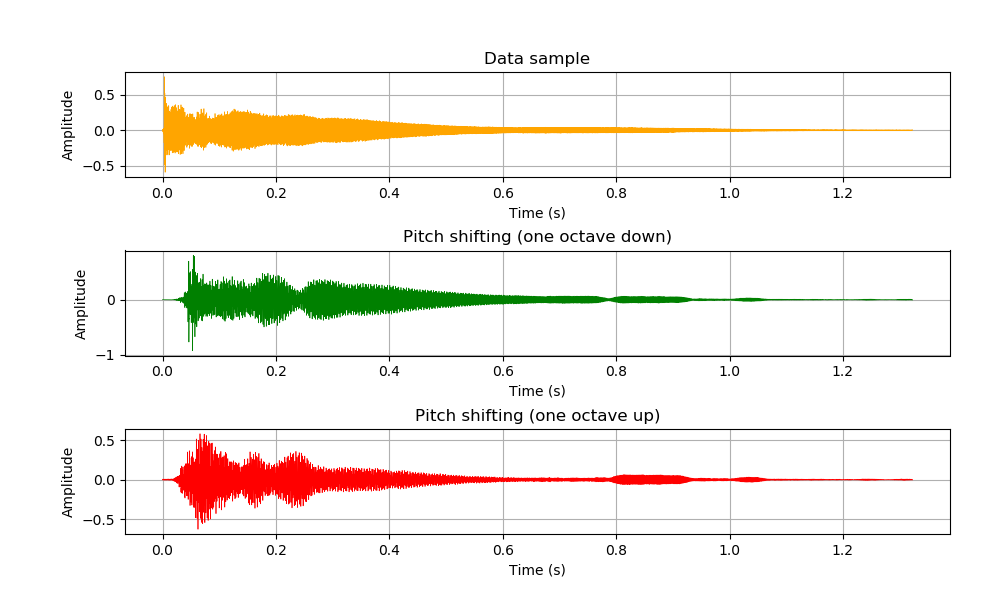 Data sample
Amplitude
0.5
0.0
−0.5
0.0 0.2 0.4 0.6 0.8 1.0 1.2
Time (s)
Pitch shifting (one octave down)
Amplitude
0
−1
0.0 0.2 0.4 0.6 0.8 1.0 1.2
Time (s)
Pitch shifting (one octave up)
Amplitude
0.5
0.0
−0.5
0.0 0.2 0.4 0.6 0.8 1.0 1.2
Time (s)